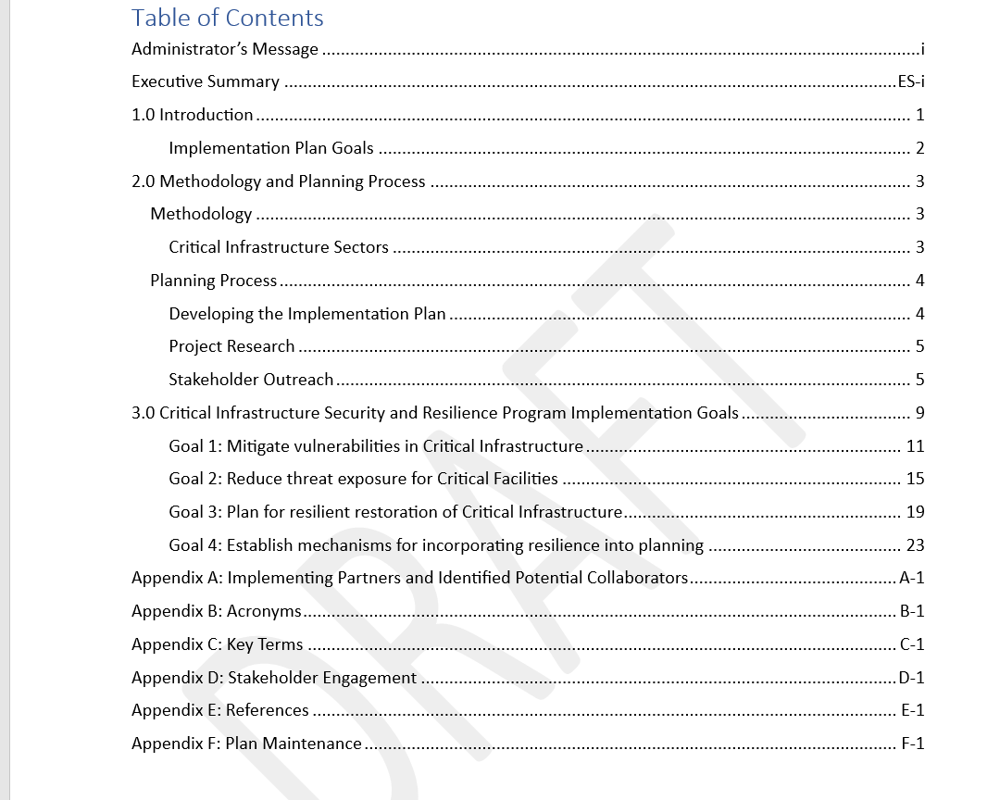 Table of Contents
Administrator’s Message ........ i
Executive Summary ........ ES-i
1.0 Introduction ........ 1
Implementation Plan Goals ........ 2
2.0 Methodology and Planning Process ........ 3
Methodology ........ 3
Critical Infrastructure Sectors ........ 3
Planning Process ........ 4
Developing the Implementation Plan ........ 4
Project Research ........ 5
Stakeholder Outreach ........ 5
3.0 Critical Infrastructure Security and Resilience Program Implementation Goals ........ 9
Goal 1: Mitigate vulnerabilities in Critical Infrastructure ........ 11
Goal 2: Reduce threat exposure for Critical Facilities ........ 15
Goal 3: Plan for resilient restoration of Critical Infrastructure ........ 19
Goal 4: Establish mechanisms for incorporating resilience into planning ........ 23
Appendix A: Implementing Partners and Identified Potential Collaborators ........ A-1
Appendix B: Acronyms ........ B-1
Appendix C: Key Terms ........ C-1
Appendix D: Stakeholder Engagement ........ D-1
Appendix E: References ........ E-1
Appendix F: Plan Maintenance ........ F-1
DRAFT